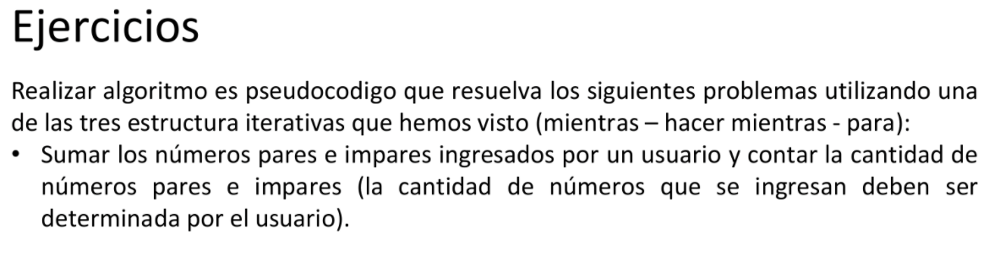 Ejercicios
Realizar algoritmo es pseudocodigo que resuelva los siguientes problemas utilizando una
de las tres estructura iterativas que hemos visto (mientras – hacer mientras - para):
• Sumar los números pares e impares ingresados por un usuario y contar la cantidad de
números pares e impares (la cantidad de números que se ingresan deben ser
determinada por el usuario).